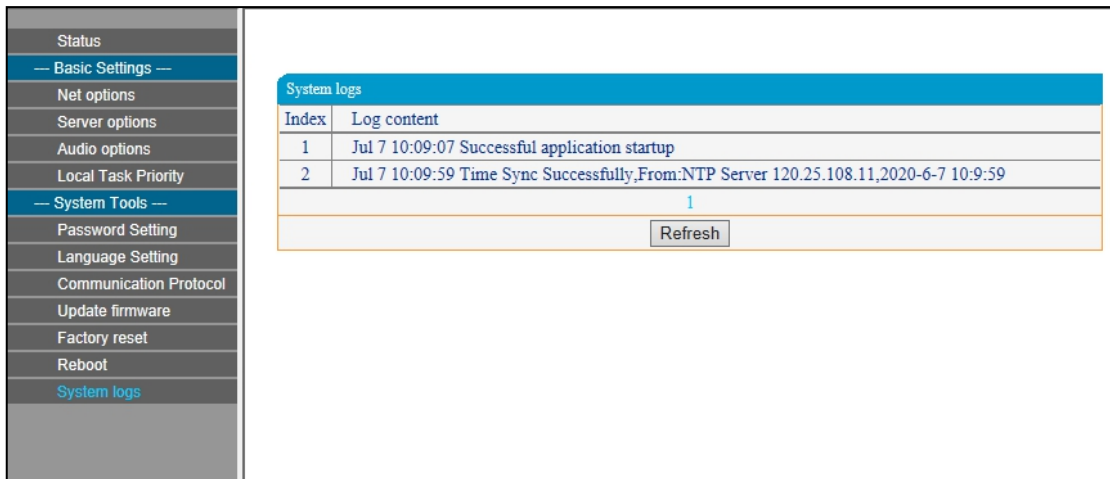 Status
--- Basic Settings ---
Net options
Server options
Audio options
Local Task Priority
--- System Tools ---
Password Setting
Language Setting
Communication Protocol
Update firmware
Factory reset
Reboot
System logs
System logs
Index Log content
1 Jul 7 10:09:07 Successful application startup
2 Jul 7 10:09:59 Time Sync Successfully,From:NTP Server 120.25.108.11,2020-6-7 10:9:59
1
Refresh